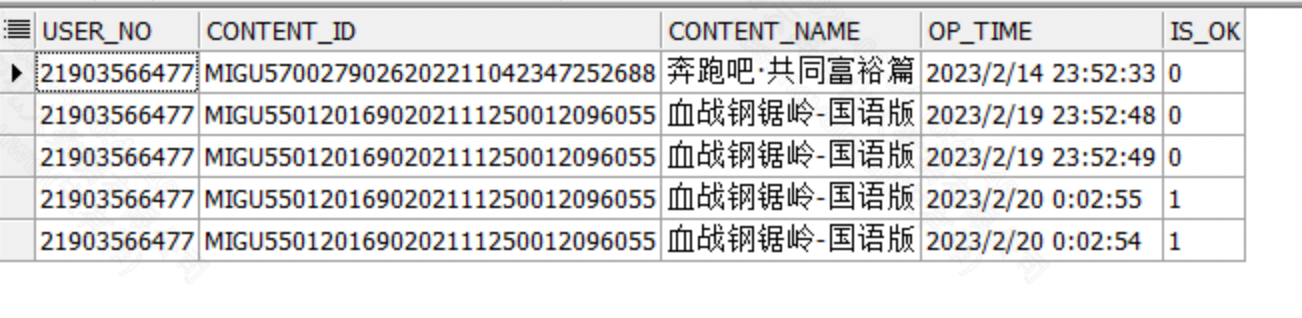 USER_NO CONTENT_ID CONTENT_NAME OP_TIME IS_OK
21903566477 MIGU57002790262022110423472526​88 奔跑吧·共同富裕篇 2023/2/14 23:52:33 0
21903566477 MIGU5501201690202111250012096055 血战钢锯岭-国语版 2023/2/19 23:52:48 0
21903566477 MIGU5501201690202111250012096055 血战钢锯岭-国语版 2023/2/19 23:52:49 0
21903566477 MIGU5501201690202111250012096055 血战钢锯岭-国语版 2023/2/20 0:02:55 1
21903566477 MIGU5501201690202111250012096055 血战钢锯岭-国语版 2023/2/20 0:02:54 1